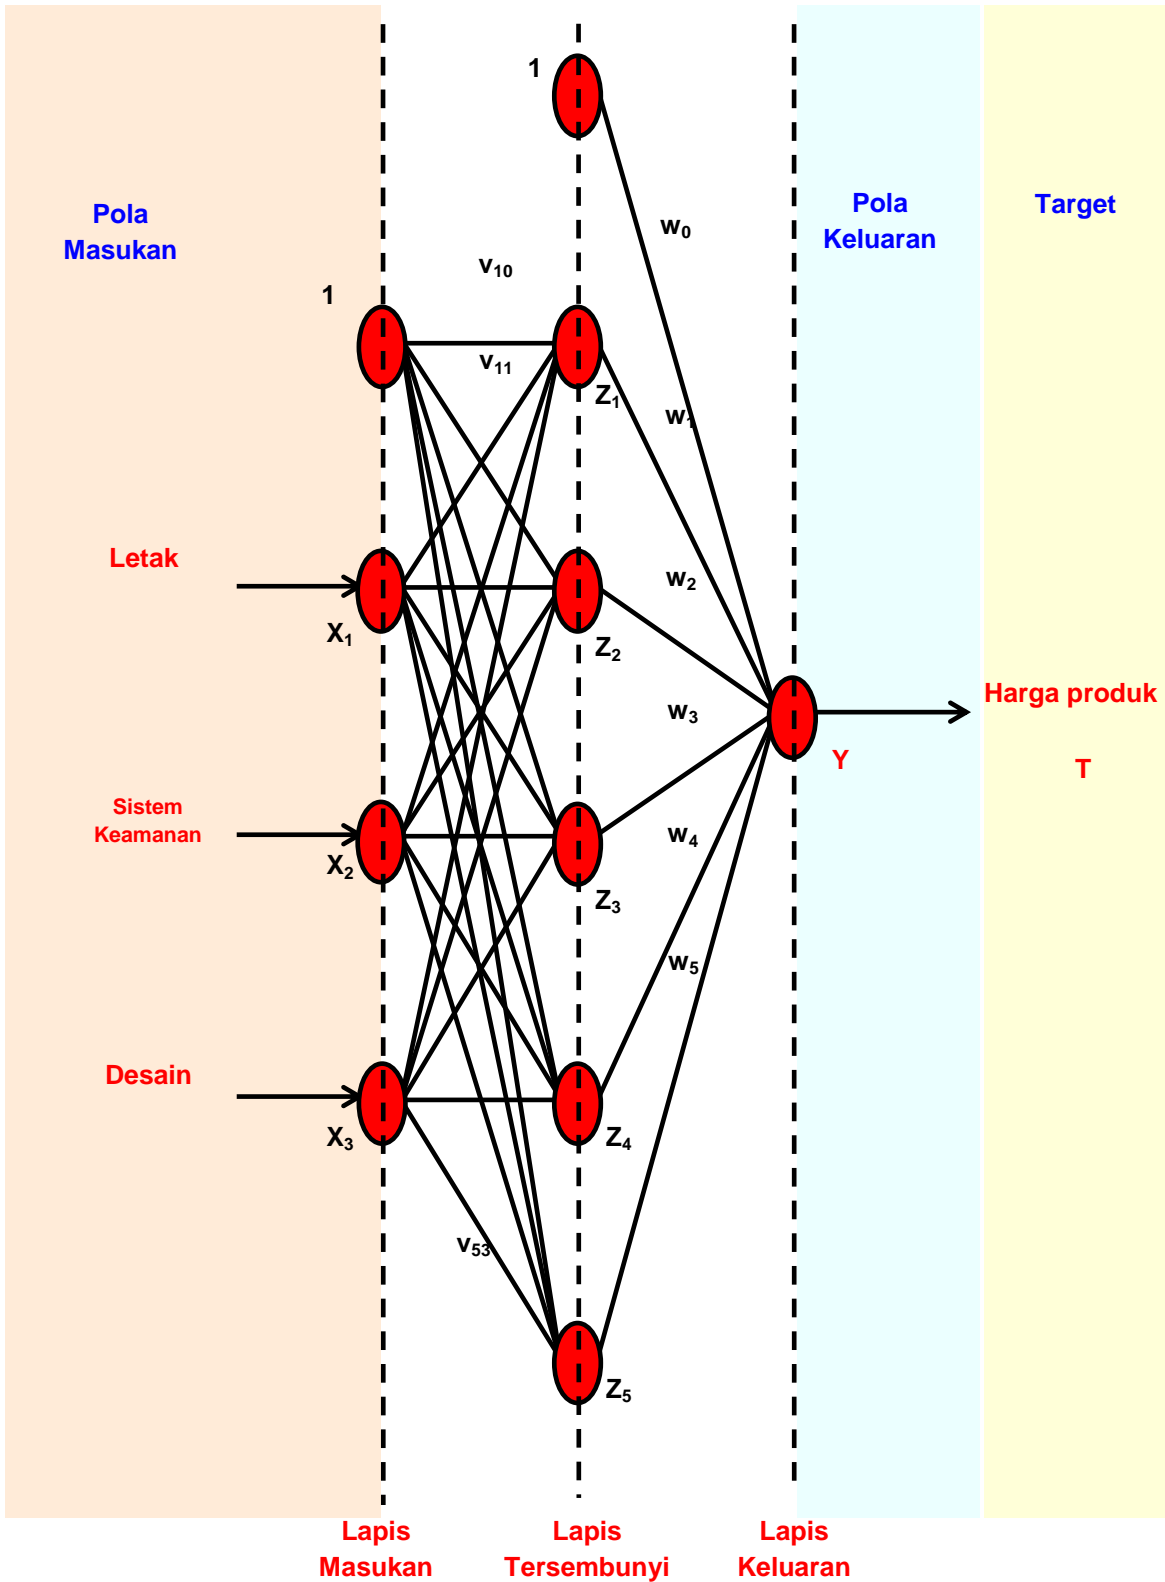 1
Pola
Masukan
Pola
Keluaran
Target
w₀
v₁₀
1
v₁₁
Z₁
w₁
Letak
w₂
X₁
Z₂
Harga produk
w₃
Y
T
Sistem
Keamanan
w₄
X₂
Z₃
w₅
Desain
X₃
Z₄
v₅₃
Z₅
Lapis
Masukan
Lapis
Tersembunyi
Lapis
Keluaran